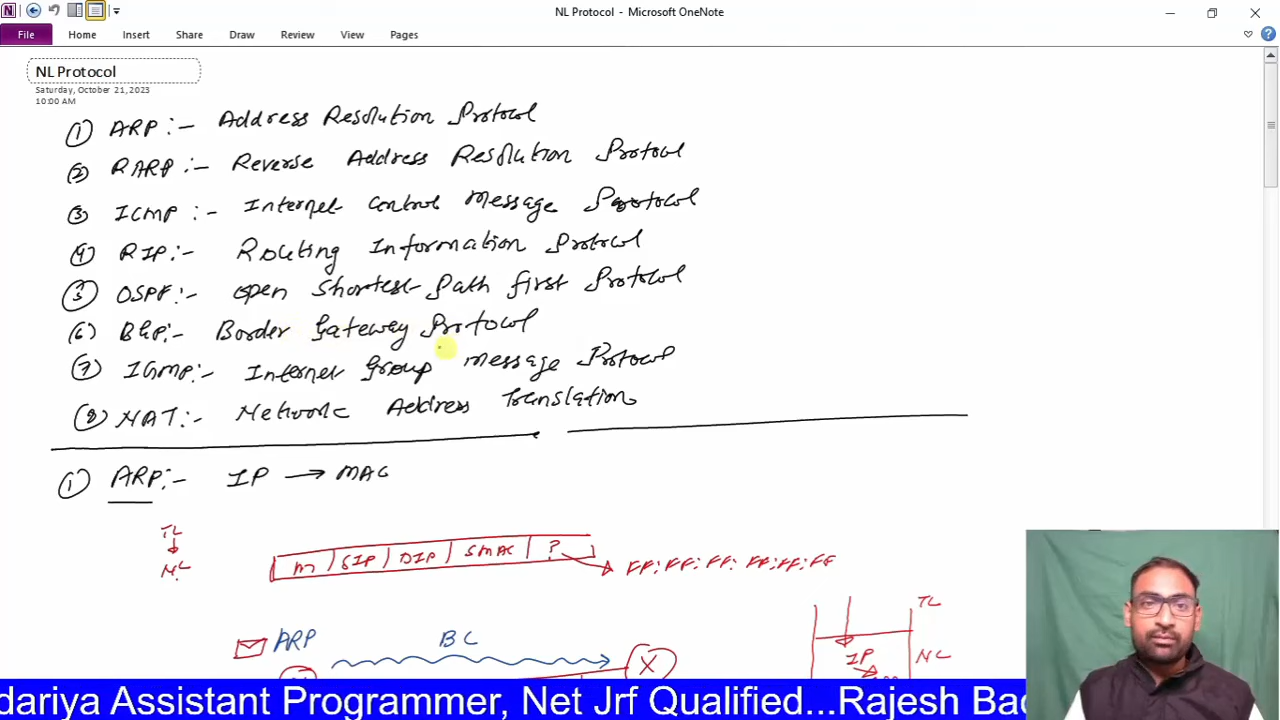 NL Protocol - Microsoft OneNote
File Home Insert Share Draw Review View Pages
NL Protocol
Saturday, October 21, 2023
10:00 AM
① ARP :- Address Resolution Protocol
② RARP :- Reverse Address Resolution Protocol
③ ICMP :- Internet Control Message Protocol
④ RIP :- Routing Information Protocol
⑤ OSPF :- Open Shortest Path First Protocol
⑥ BGP :- Border Gateway Protocol
⑦ IGMP :- Internet Group Message Protocol
⑧ NAT :- Network Address Translation
① ARP :- IP → MAC
TL
NL
M SIP DIP SMAC ?
FF:FF:FF:FF:FF:FF
TL
ARP BC X
IP NL
dariya Assistant Programmer, Net Jrf Qualified...Rajesh Bad